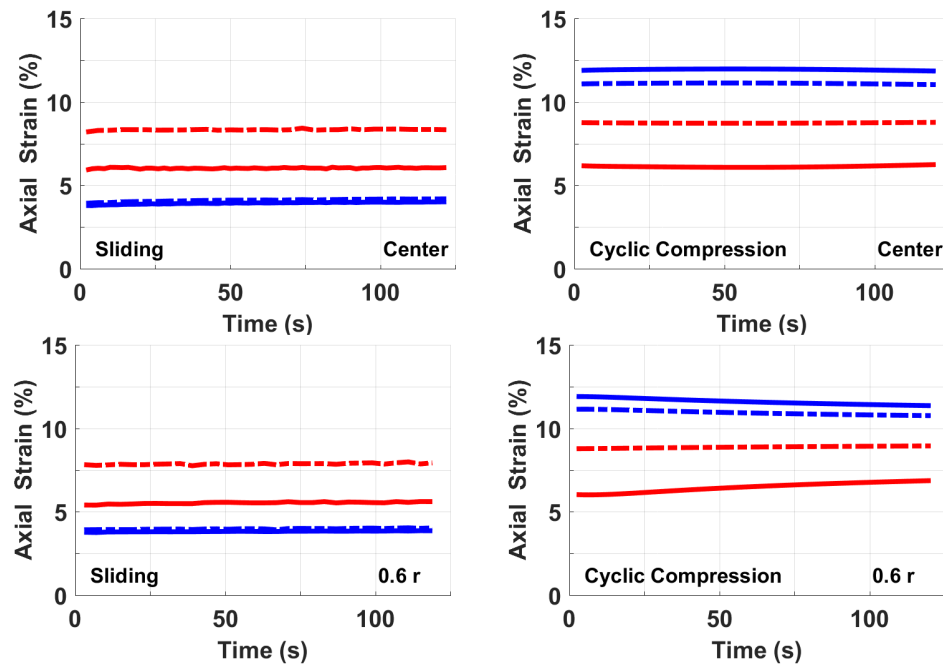 15
10
5
0
Axial Strain (%)
Sliding
Center
0
50
100
Time (s)
15
10
5
0
Axial Strain (%)
Cyclic Compression
Center
0
50
100
Time (s)
15
10
5
0
Axial Strain (%)
Sliding
0.6 r
0
50
100
Time (s)
15
10
5
0
Axial Strain (%)
Cyclic Compression
0.6 r
0
50
100
Time (s)